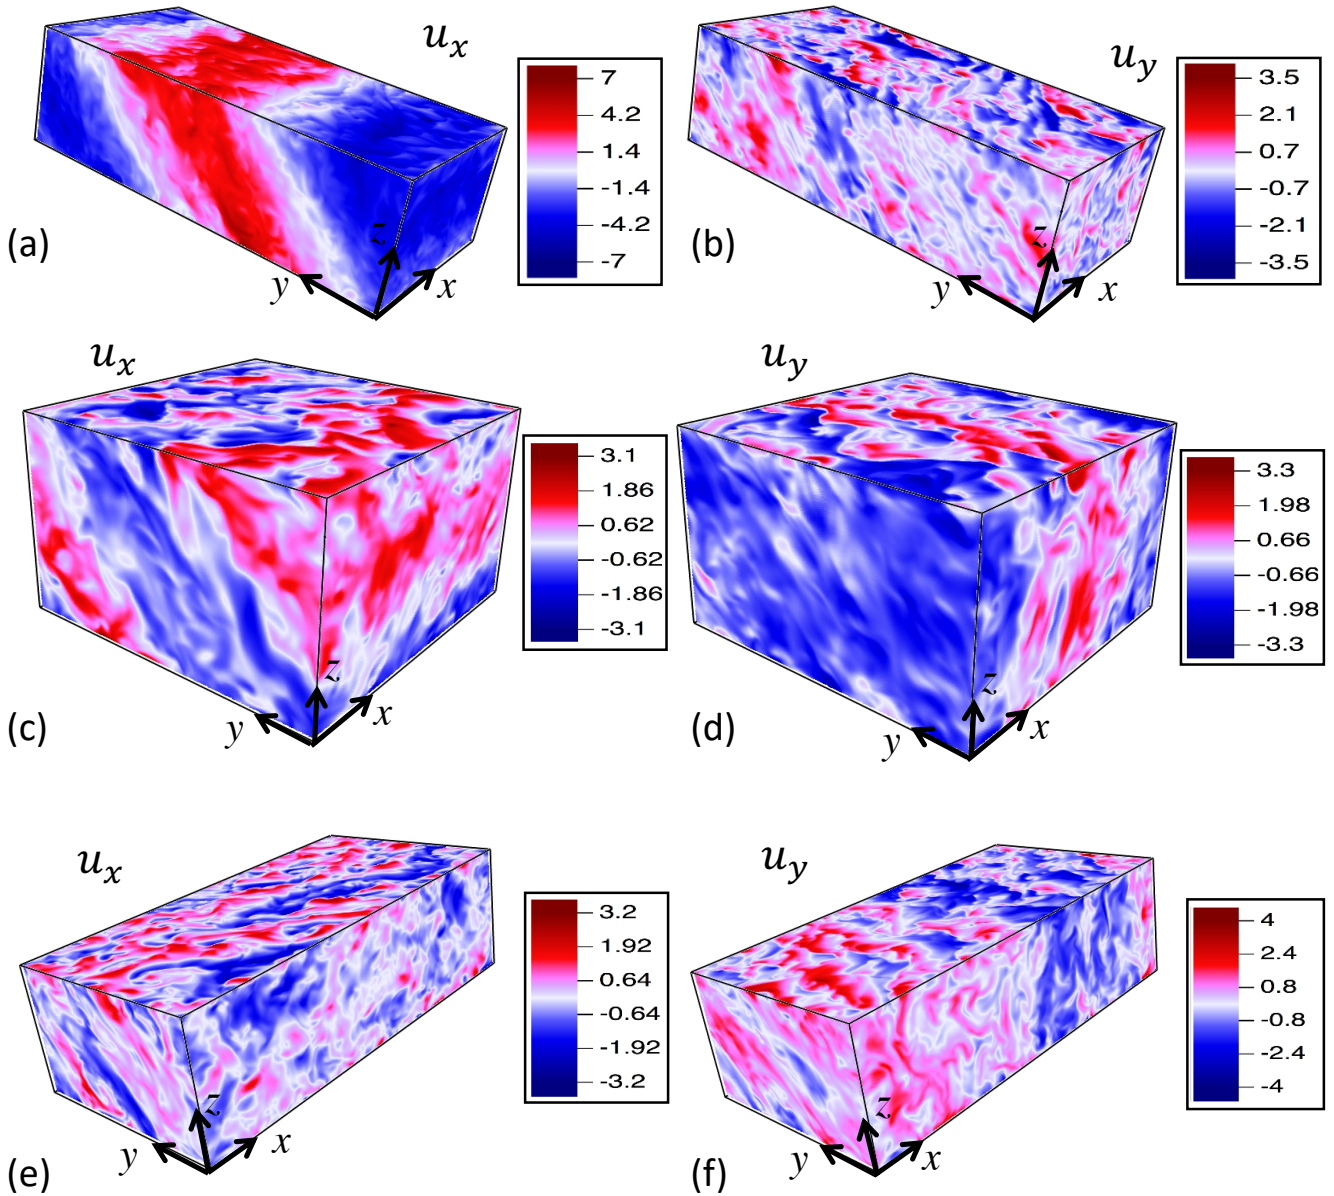 u_x
7
4.2
1.4
-1.4
-4.2
-7
z
y
x
(a)
u_y
3.5
2.1
0.7
-0.7
-2.1
-3.5
z
y
x
(b)
u_x
3.1
1.86
0.62
-0.62
-1.86
-3.1
z
y
x
(c)
u_y
3.3
1.98
0.66
-0.66
-1.98
-3.3
z
y
x
(d)
u_x
3.2
1.92
0.64
-0.64
-1.92
-3.2
z
y
x
(e)
u_y
4
2.4
0.8
-0.8
-2.4
-4
z
y
x
(f)